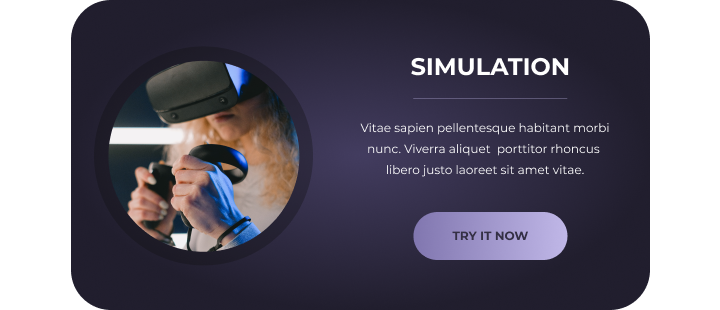 SIMULATION
Vitae sapien pellentesque habitant morbi
nunc. Viverra aliquet porttitor rhoncus
libero justo laoreet sit amet vitae.
TRY IT NOW